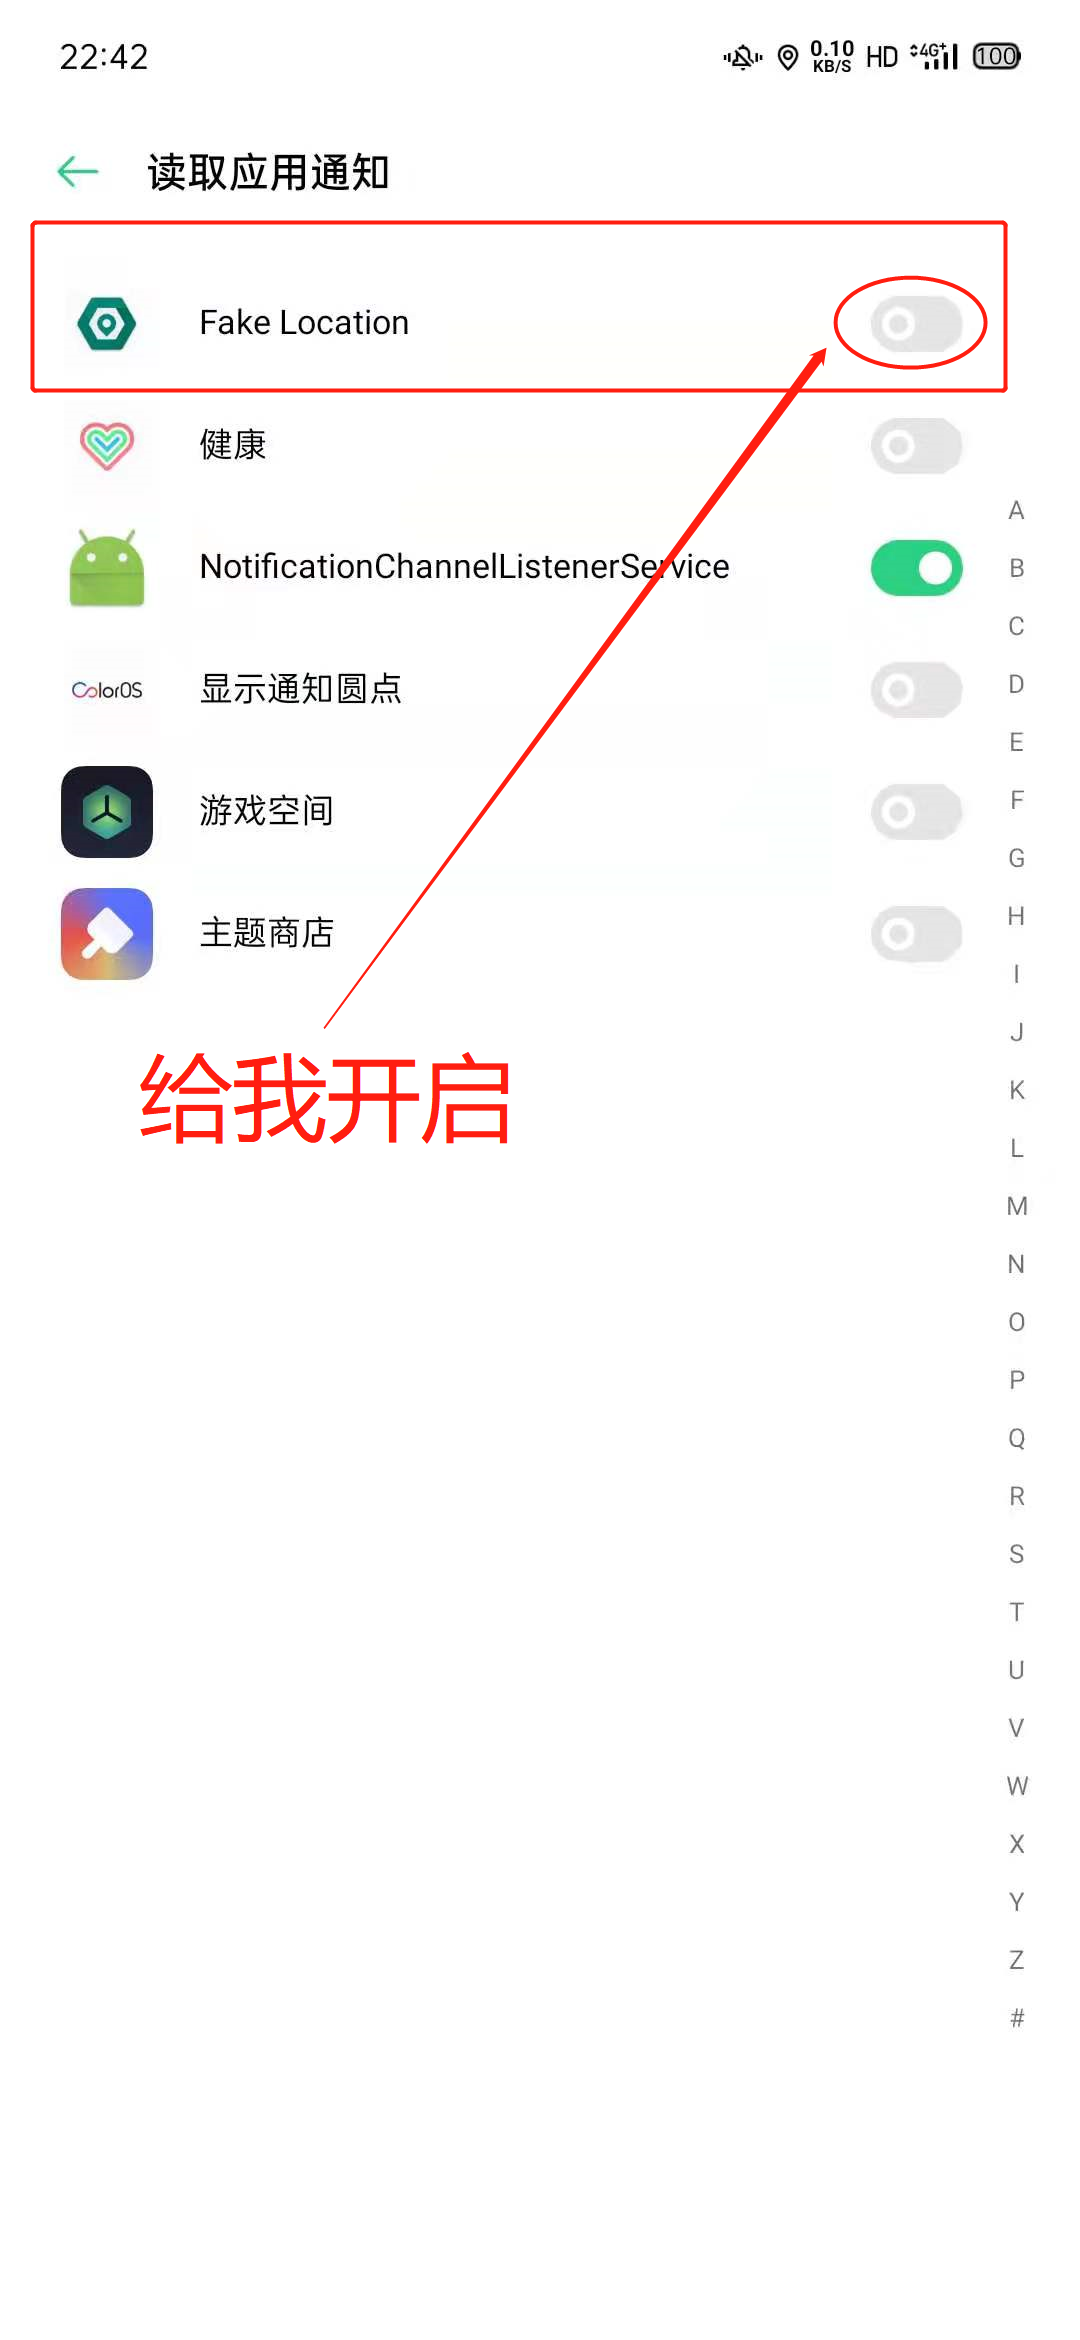 22:42
0.10 KB/S HD 4G+ 100
读取应用通知
Fake Location
健康
NotificationChannelListenerService
ColorOS 显示通知圆点
游戏空间
主题商店
给我开启
A
B
C
D
E
F
G
H
I
J
K
L
M
N
O
P
Q
R
S
T
U
V
W
X
Y
Z
#